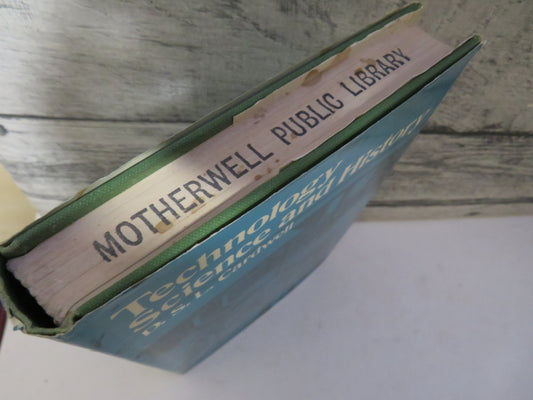 MOTHERWELL PUBLIC LIBRARY
Technology
Science and History
D. S. L. Cardwell